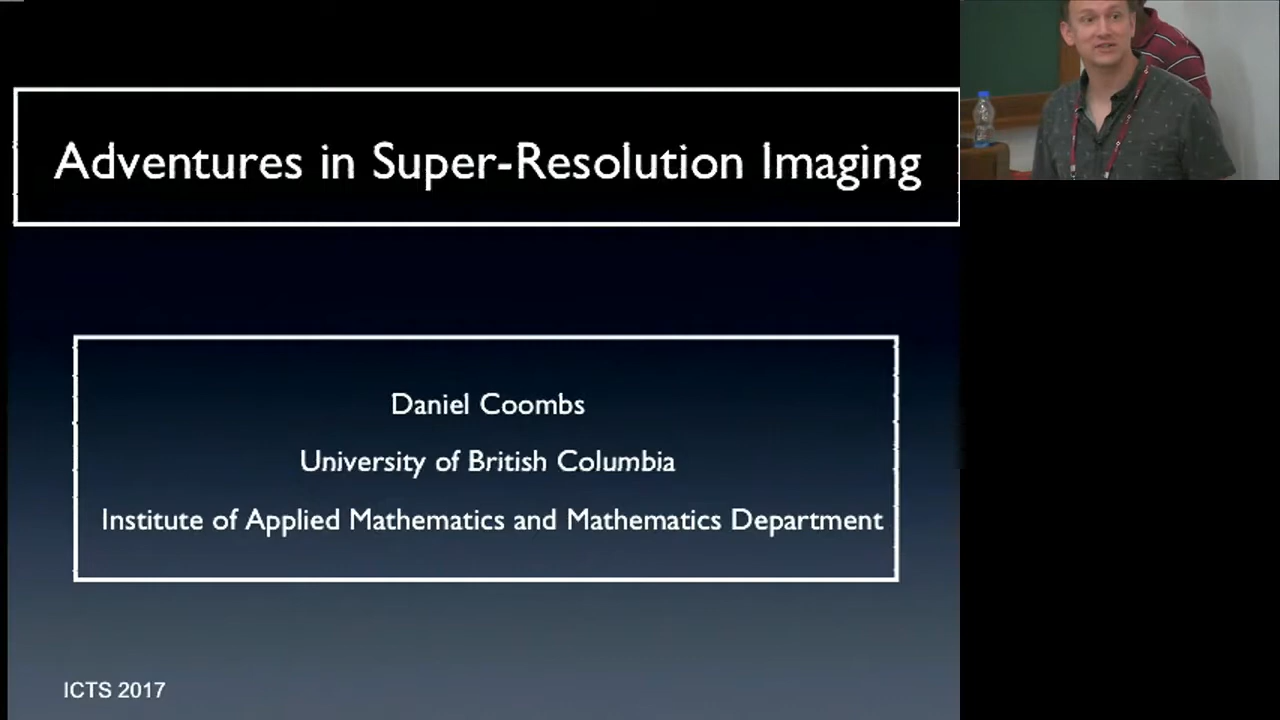 Adventures in Super-Resolution Imaging
Daniel Coombs
University of British Columbia
Institute of Applied Mathematics and Mathematics Department
ICTS 2017